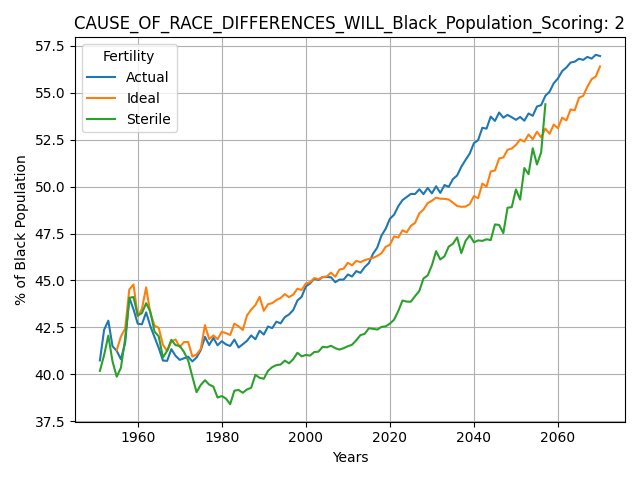 CAUSE_OF_RACE_DIFFERENCES_WILL_Black_Population_Scoring: 2
Fertility
Actual
Ideal
Sterile
% of Black Population
57.5
55.0
52.5
50.0
47.5
45.0
42.5
40.0
37.5
1960
1980
2000
2020
2040
2060
Years